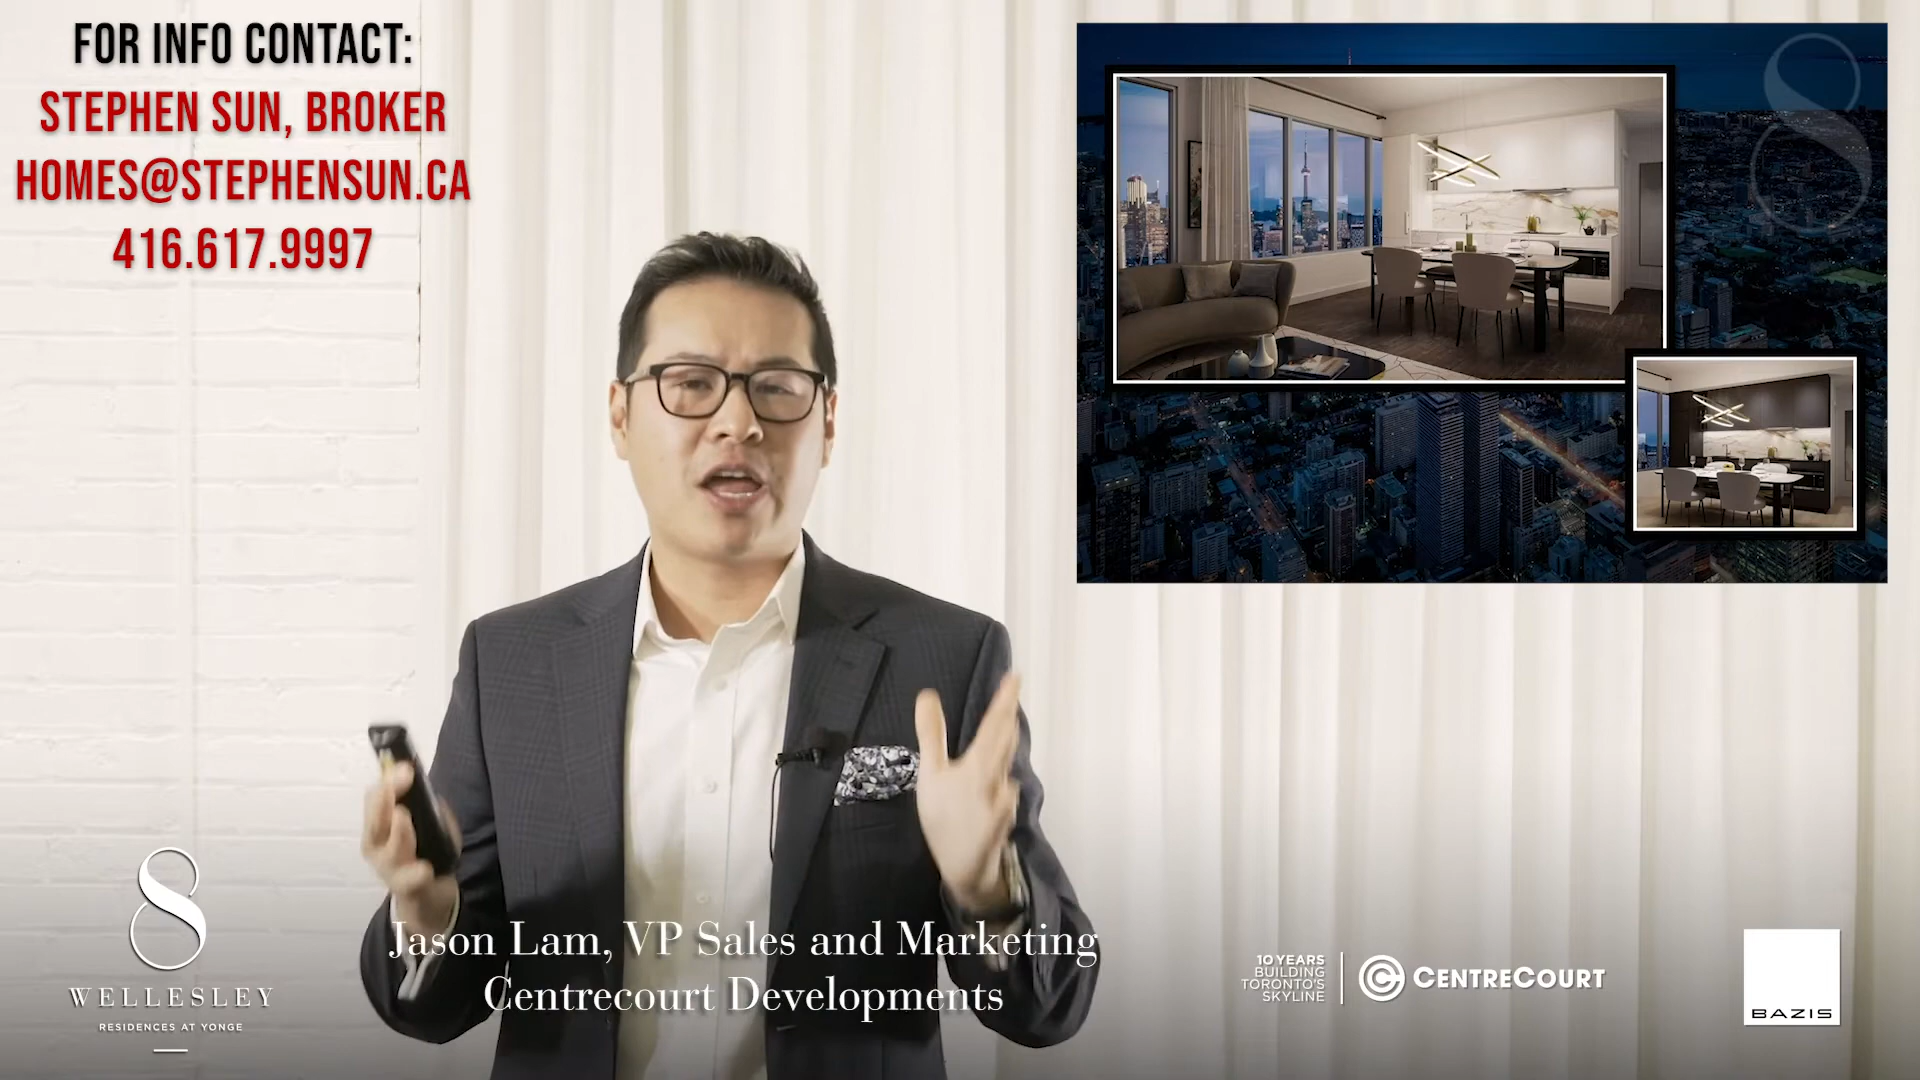 FOR INFO CONTACT:
STEPHEN SUN, BROKER
HOMES@STEPHENSUN.CA
416.617.9997
8
8
WELLESLEY
RESIDENCES AT YONGE
Jason Lam, VP Sales and Marketing
Centrecourt Developments
10 YEARS
BUILDING
TORONTO'S
SKYLINE
CENTRECOURT
BAZIS